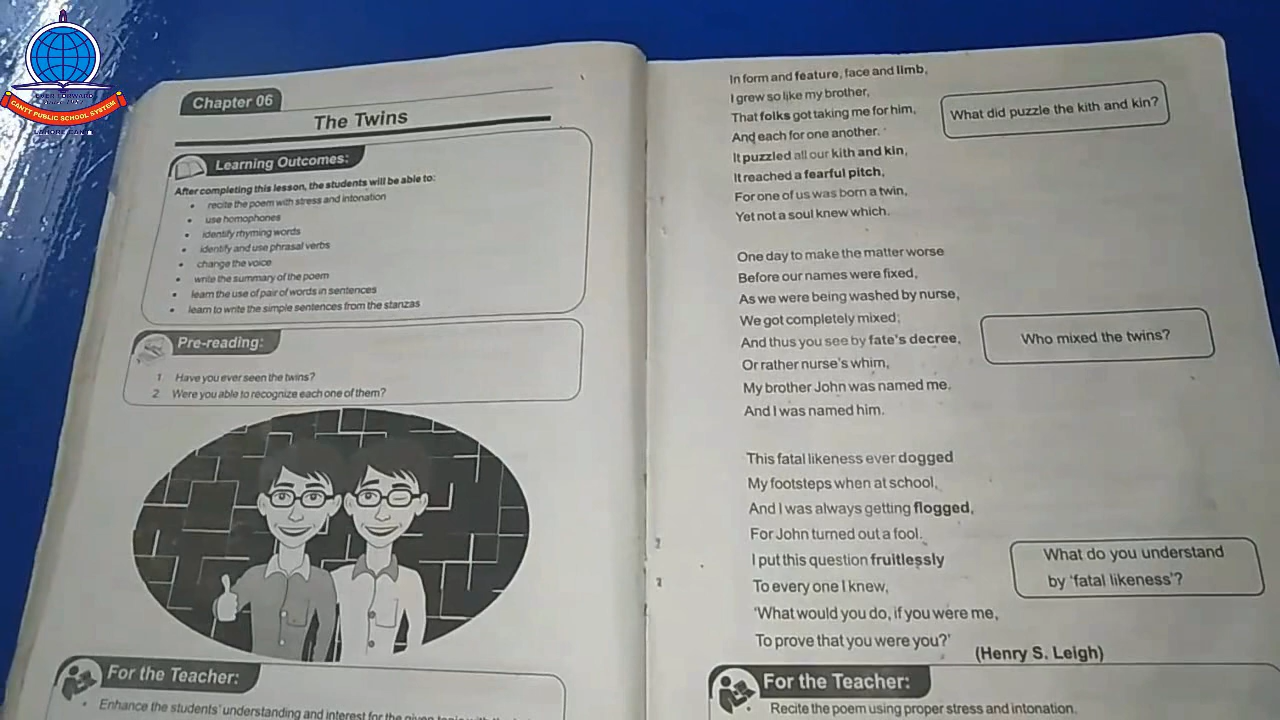 EVER FORWARD
CANTT PUBLIC SCHOOL SYSTEM
LAHORE CANTT
Chapter 06
The Twins
Learning Outcomes:
After completing this lesson, the students will be able to:
• recite the poem with stress and intonation
• use homophones
• identify rhyming words
• identify and use phrasal verbs
• change the voice
• write the summary of the poem
• learn the use of pair of words in sentences
• learn to write the simple sentences from the stanzas
Pre-reading:
1. Have you ever seen the twins?
2. Were you able to recognize each one of them?
For the Teacher:
• Enhance the students' understanding and interest for the given topic with the
In form and feature, face and limb,
I grew so like my brother,
That folks got taking me for him,
And each for one another.
It puzzled all our kith and kin,
It reached a fearful pitch,
For one of us was born a twin,
Yet not a soul knew which.
What did puzzle the kith and kin?
One day to make the matter worse
Before our names were fixed,
As we were being washed by nurse,
We got completely mixed;
And thus you see by fate's decree,
Or rather nurse's whim,
My brother John was named me.
And I was named him.
Who mixed the twins?
This fatal likeness ever dogged
My footsteps when at school,
And I was always getting flogged,
For John turned out a fool.
I put this question fruitlessly
To every one I knew,
'What would you do, if you were me,
To prove that you were you?'
What do you understand
by 'fatal likeness'?
(Henry S. Leigh)
For the Teacher:
• Recite the poem using proper stress and intonation.